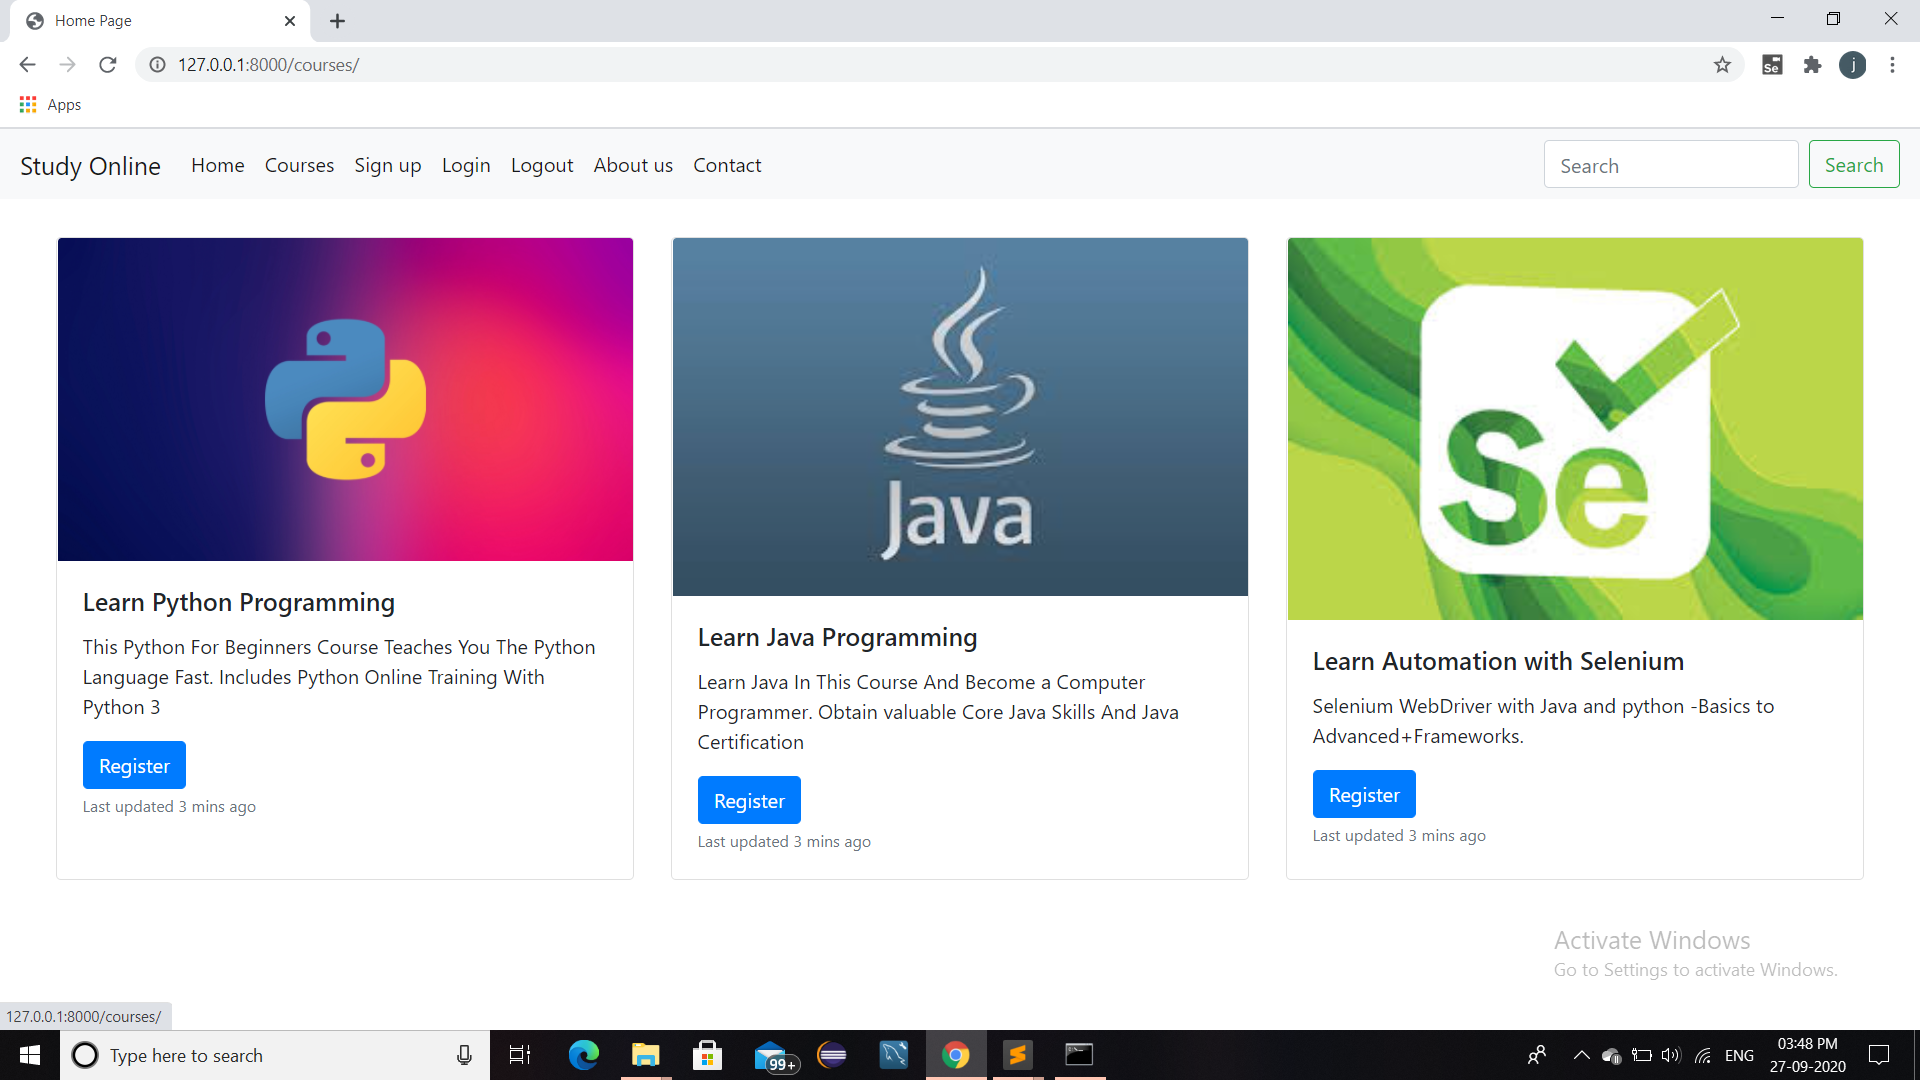 Home Page
127.0.0.1:8000/courses/
Se
j
Apps
Study Online Home Courses Sign up Login Logout About us Contact
Search
Search
Java
Se
Learn Python Programming
This Python For Beginners Course Teaches You The Python
Language Fast. Includes Python Online Training With
Python 3
Register
Last updated 3 mins ago
Learn Java Programming
Learn Java In This Course And Become a Computer
Programmer. Obtain valuable Core Java Skills And Java
Certification
Register
Last updated 3 mins ago
Learn Automation with Selenium
Selenium WebDriver with Java and python -Basics to
Advanced+Frameworks.
Register
Last updated 3 mins ago
Activate Windows
Go to Settings to activate Windows.
127.0.0.1:8000/courses/
Type here to search
99+
ENG
03:48 PM
27-09-2020